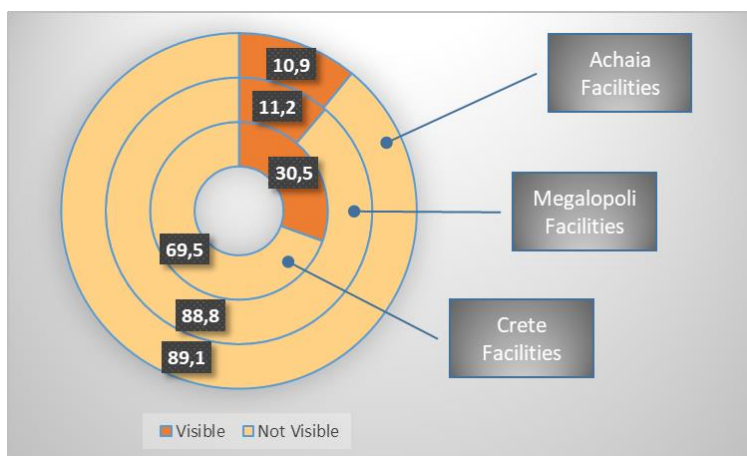 10,9
11,2
30,5
69,5
88,8
89,1
Achaia
Facilities
Megalopoli
Facilities
Crete
Facilities
Visible
Not Visible